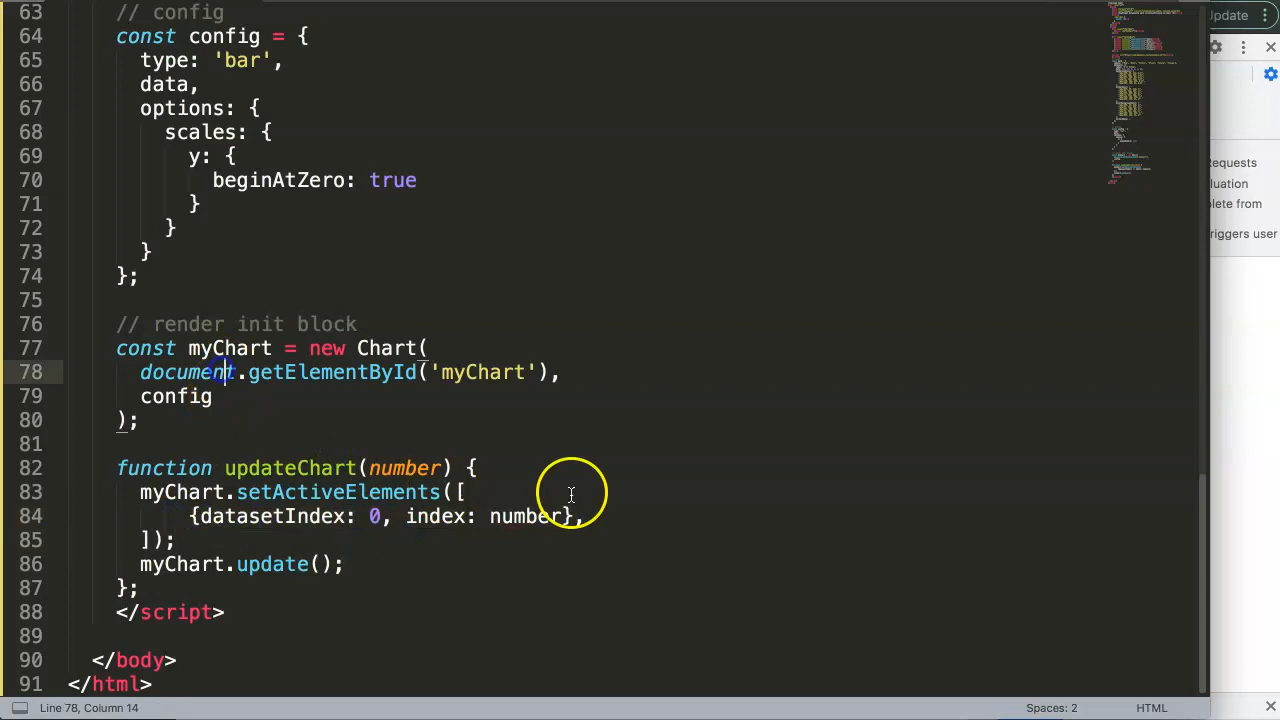 63 // config
64 const config = {
65 type: 'bar',
66 data,
67 options: {
68 scales: {
69 y: {
70 beginAtZero: true
71 }
72 }
73 }
74 };
75
76 // render init block
77 const myChart = new Chart(
78 document.getElementById('myChart'),
79 config
80 );
81
82 function updateChart(number) {
83 myChart.setActiveElements([
84 {datasetIndex: 0, index: number},
85 ]);
86 myChart.update();
87 };
88 </script>
89
90 </body>
91 </html>
Line 78, Column 14
Spaces: 2
HTML
Update
Requests
plete from
riggers user